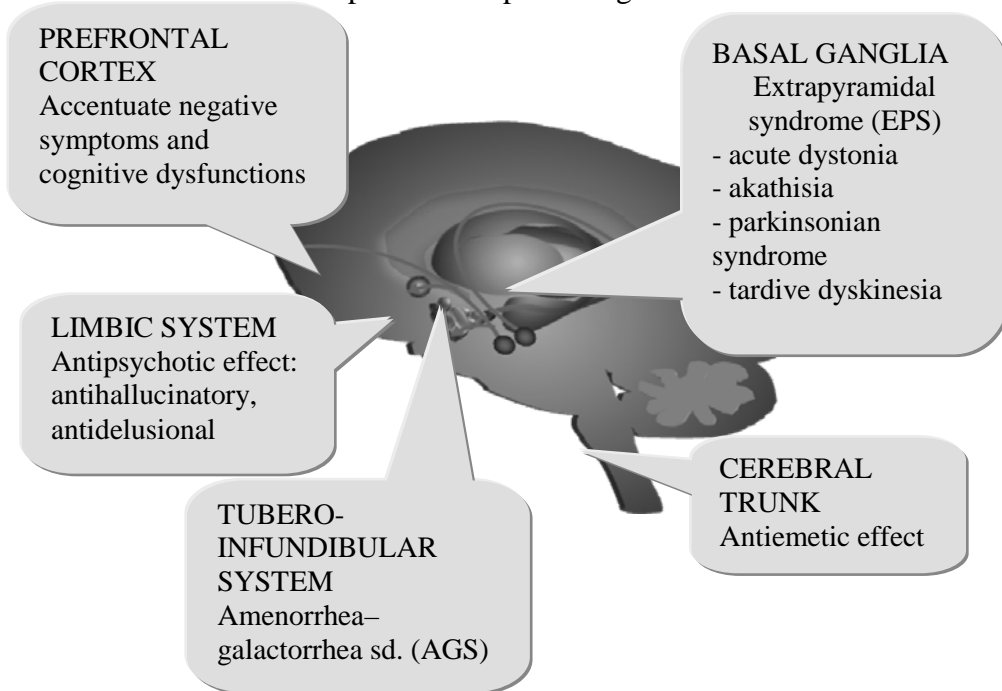 PREFRONTAL
CORTEX
Accentuate negative
symptoms and
cognitive dysfunctions
BASAL GANGLIA
Extrapyramidal
syndrome (EPS)
- acute dystonia
- akathisia
- parkinsonian
syndrome
- tardive dyskinesia
LIMBIC SYSTEM
Antipsychotic effect:
antihallucinatory,
antidelusional
TUBERO-
INFUNDIBULAR
SYSTEM
Amenorrhea–
galactorrhea sd. (AGS)
CEREBRAL
TRUNK
Antiemetic effect